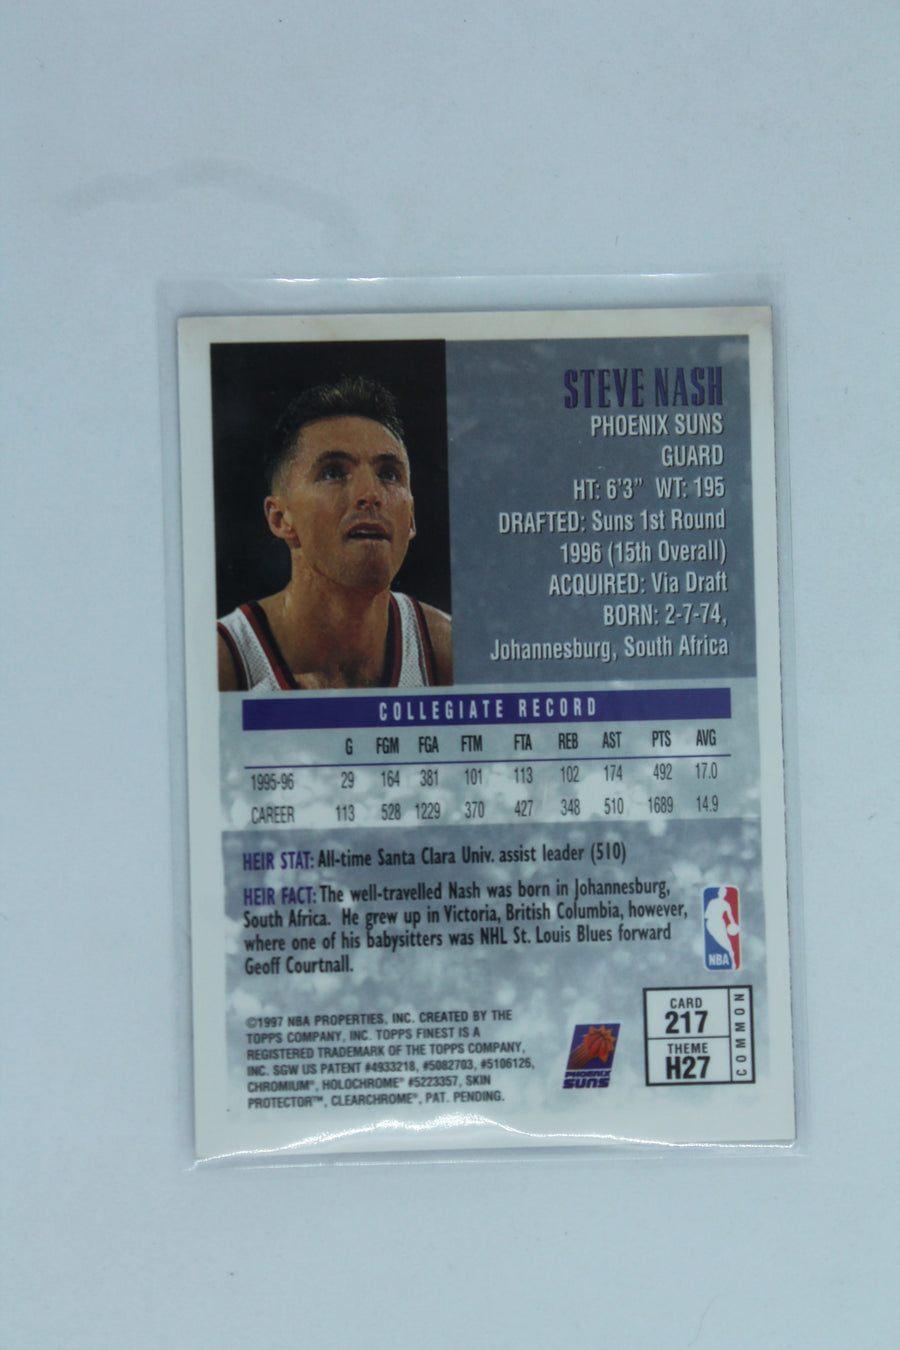 STEVE NASH
PHOENIX SUNS
GUARD
HT: 6'3" WT: 195
DRAFTED: Suns 1st Round
1996 (15th Overall)
ACQUIRED: Via Draft
BORN: 2-7-74,
Johannesburg, South Africa
COLLEGIATE RECORD
G FGM FGA FTM FTA REB AST PTS AVG
1995-96 29 164 381 101 113 102 174 492 17.0
CAREER 113 528 1229 370 427 348 510 1689 14.9
HEIR STAT: All-time Santa Clara Univ. assist leader (510)
HEIR FACT: The well-travelled Nash was born in Johannesburg,
South Africa. He grew up in Victoria, British Columbia, however,
where one of his babysitters was NHL St. Louis Blues forward
Geoff Courtnall.
NBA
©1997 NBA PROPERTIES, INC. CREATED BY THE
TOPPS COMPANY, INC. TOPPS FINEST IS A
REGISTERED TRADEMARK OF THE TOPPS COMPANY,
INC. SGW US PATENT #4933218, #5082703, #5106126,
CHROMIUM®, HOLOCHROME® #5223357, SKIN
PROTECTOR™, CLEARCHROME®, PAT. PENDING.
PHOENIX
SUNS
CARD
217
THEME
H27
COMMON